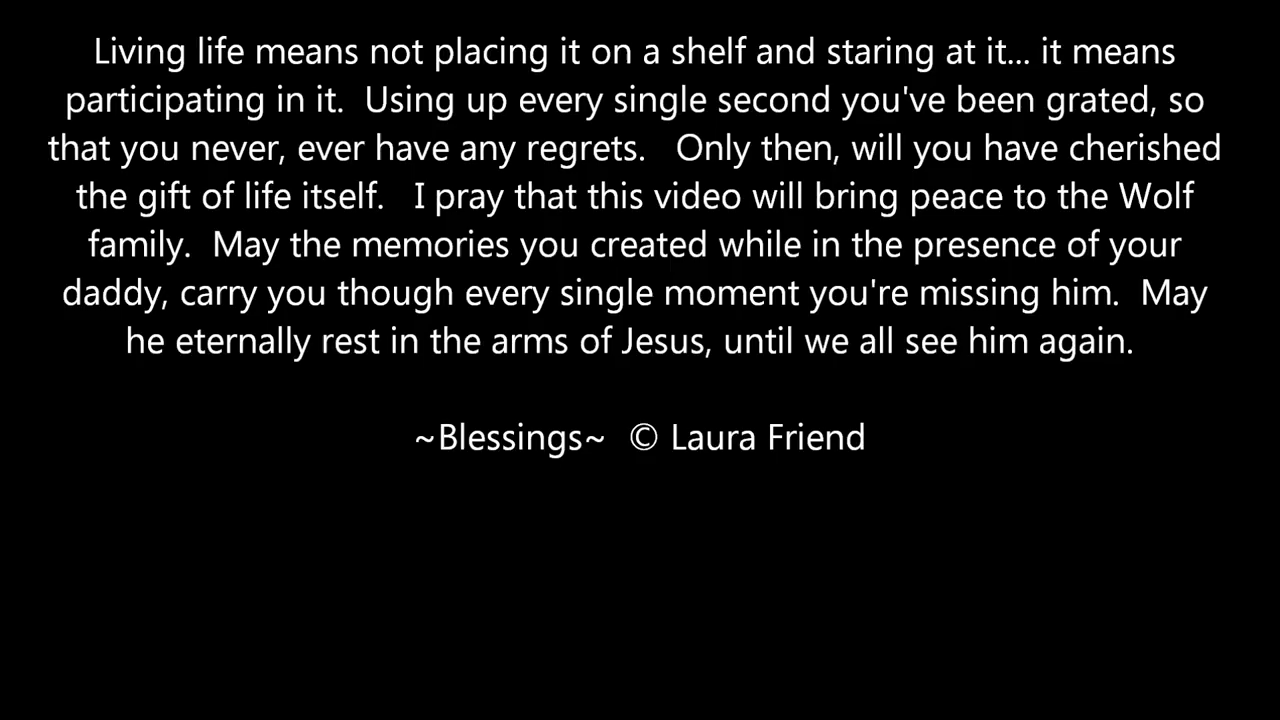 Living life means not placing it on a shelf and staring at it... it means
participating in it.  Using up every single second you've been grated, so
that you never, ever have any regrets.   Only then, will you have cherished
the gift of life itself.   I pray that this video will bring peace to the Wolf
family.  May the memories you created while in the presence of your
daddy, carry you though every single moment you're missing him.  May
he eternally rest in the arms of Jesus, until we all see him again.
~Blessings~  © Laura Friend